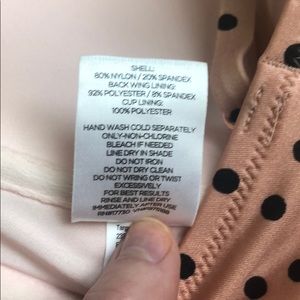 SHELL:
80% NYLON / 20% SPANDEX
BACK WING LINING:
92% POLYESTER / 8% SPANDEX
CUP LINING:
100% POLYESTER
HAND WASH COLD SEPARATELY
ONLY-NON-CHLORINE
BLEACH IF NEEDED
LINE DRY IN SHADE
DO NOT IRON
DO NOT DRY CLEAN
DO NOT WRING OR TWIST
EXCESSIVELY
FOR BEST RESULTS
RINSE AND LINE DRY
IMMEDIATELY AFTER USE